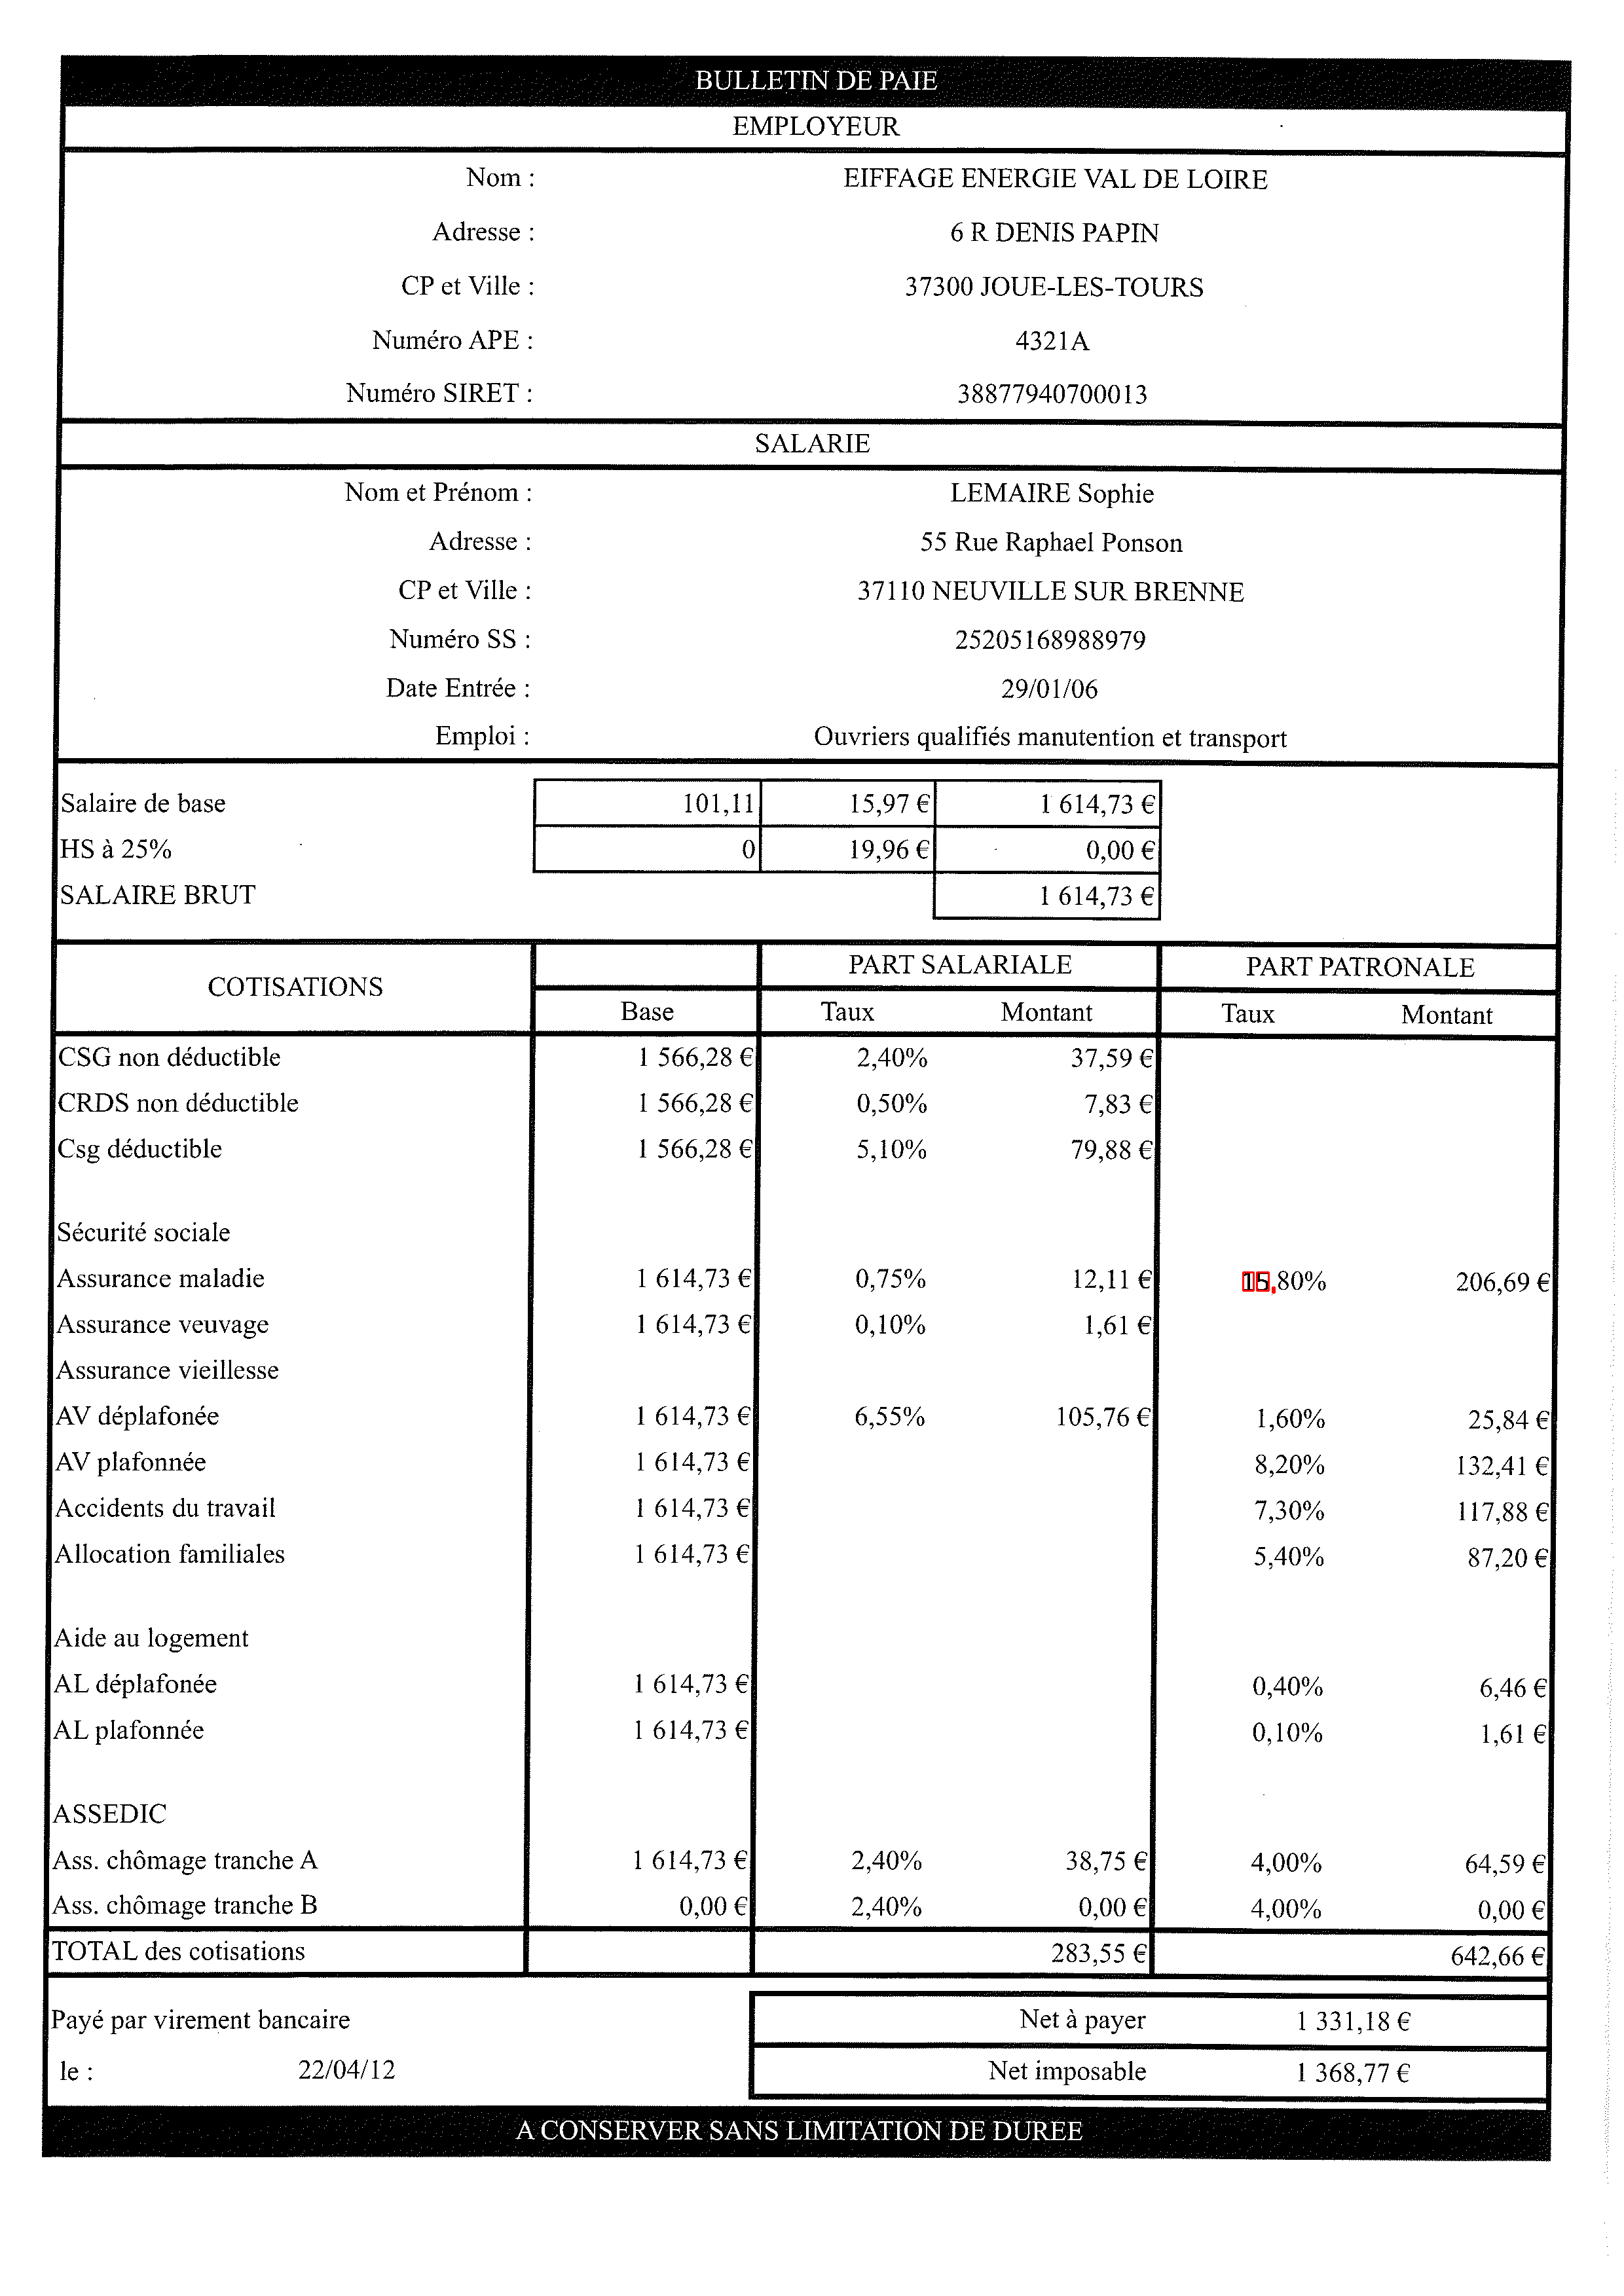 BULLETIN DE PAIE
EMPLOYEUR
Nom : EIFFAGE ENERGIE VAL DE LOIRE
Adresse : 6 R DENIS PAPIN
CP et Ville : 37300 JOUE-LES-TOURS
Numéro APE : 4321A
Numéro SIRET : 38877940700013
SALARIE
Nom et Prénom : LEMAIRE Sophie
Adresse : 55 Rue Raphael Ponson
CP et Ville : 37110 NEUVILLE SUR BRENNE
Numéro SS : 25205168988979
Date Entrée : 29/01/06
Emploi : Ouvriers qualifiés manutention et transport
Salaire de base 101,11 15,97 € 1 614,73 €
HS à 25% 0 19,96 € 0,00 €
SALAIRE BRUT 1 614,73 €
COTISATIONS PART SALARIALE PART PATRONALE
Base Taux Montant Taux Montant
CSG non déductible 1 566,28 € 2,40% 37,59 €
CRDS non déductible 1 566,28 € 0,50% 7,83 €
Csg déductible 1 566,28 € 5,10% 79,88 €
Sécurité sociale
Assurance maladie 1 614,73 € 0,75% 12,11 € 15,80% 206,69 €
Assurance veuvage 1 614,73 € 0,10% 1,61 €
Assurance vieillesse
AV déplafonée 1 614,73 € 6,55% 105,76 € 1,60% 25,84 €
AV plafonnée 1 614,73 € 8,20% 132,41 €
Accidents du travail 1 614,73 € 7,30% 117,88 €
Allocation familiales 1 614,73 € 5,40% 87,20 €
Aide au logement
AL déplafonée 1 614,73 € 0,40% 6,46 €
AL plafonnée 1 614,73 € 0,10% 1,61 €
ASSEDIC
Ass. chômage tranche A 1 614,73 € 2,40% 38,75 € 4,00% 64,59 €
Ass. chômage tranche B 0,00 € 2,40% 0,00 € 4,00% 0,00 €
TOTAL des cotisations 283,55 € 642,66 €
Payé par virement bancaire Net à payer 1 331,18 €
le : 22/04/12 Net imposable 1 368,77 €
A CONSERVER SANS LIMITATION DE DUREE